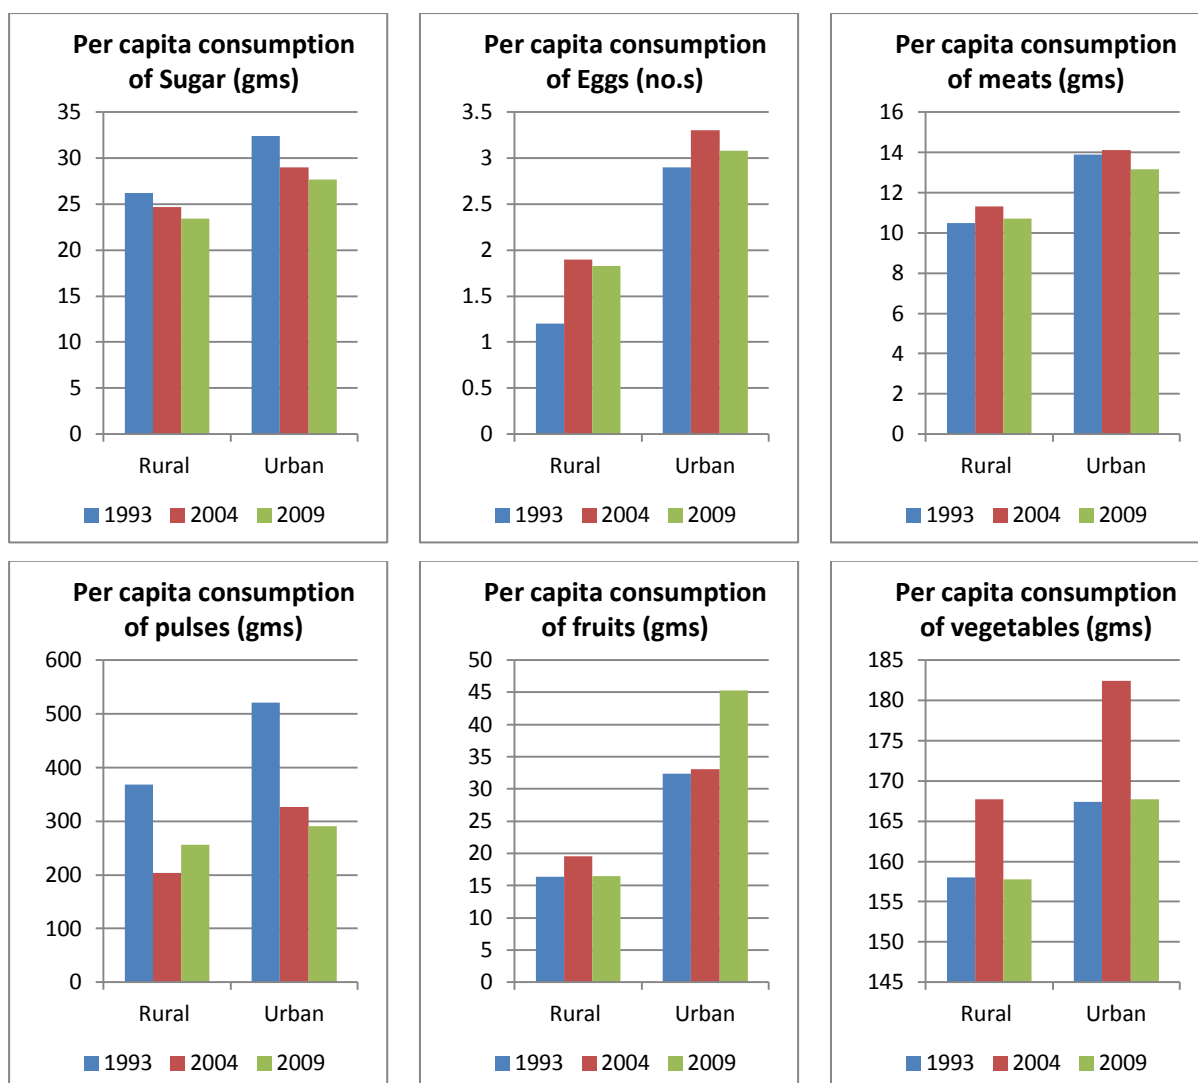 Per capita consumption
of Sugar (gms)
35
30
25
20
15
10
5
0
Rural Urban
1993 2004 2009
Per capita consumption
of Eggs (no.s)
3.5
3
2.5
2
1.5
1
0.5
0
Rural Urban
1993 2004 2009
Per capita consumption
of meats (gms)
16
14
12
10
8
6
4
2
0
Rural Urban
1993 2004 2009
Per capita consumption
of pulses (gms)
600
500
400
300
200
100
0
Rural Urban
1993 2004 2009
Per capita consumption
of fruits (gms)
50
45
40
35
30
25
20
15
10
5
0
Rural Urban
1993 2004 2009
Per capita consumption
of vegetables (gms)
185
180
175
170
165
160
155
150
145
Rural Urban
1993 2004 2009